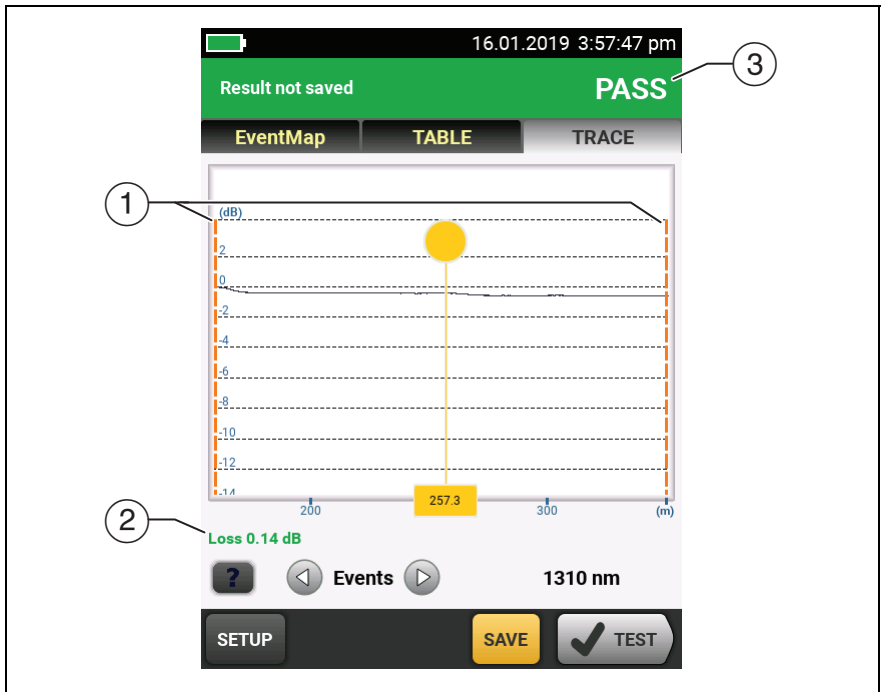 16.01.2019 3:57:47 pm
Result not saved PASS
3
EventMap TABLE TRACE
1
(dB)
2
0
-2
-4
-6
-8
-10
-12
-14
200 257.3 300 (m)
2
Loss 0.14 dB
? Events 1310 nm
SETUP SAVE TEST